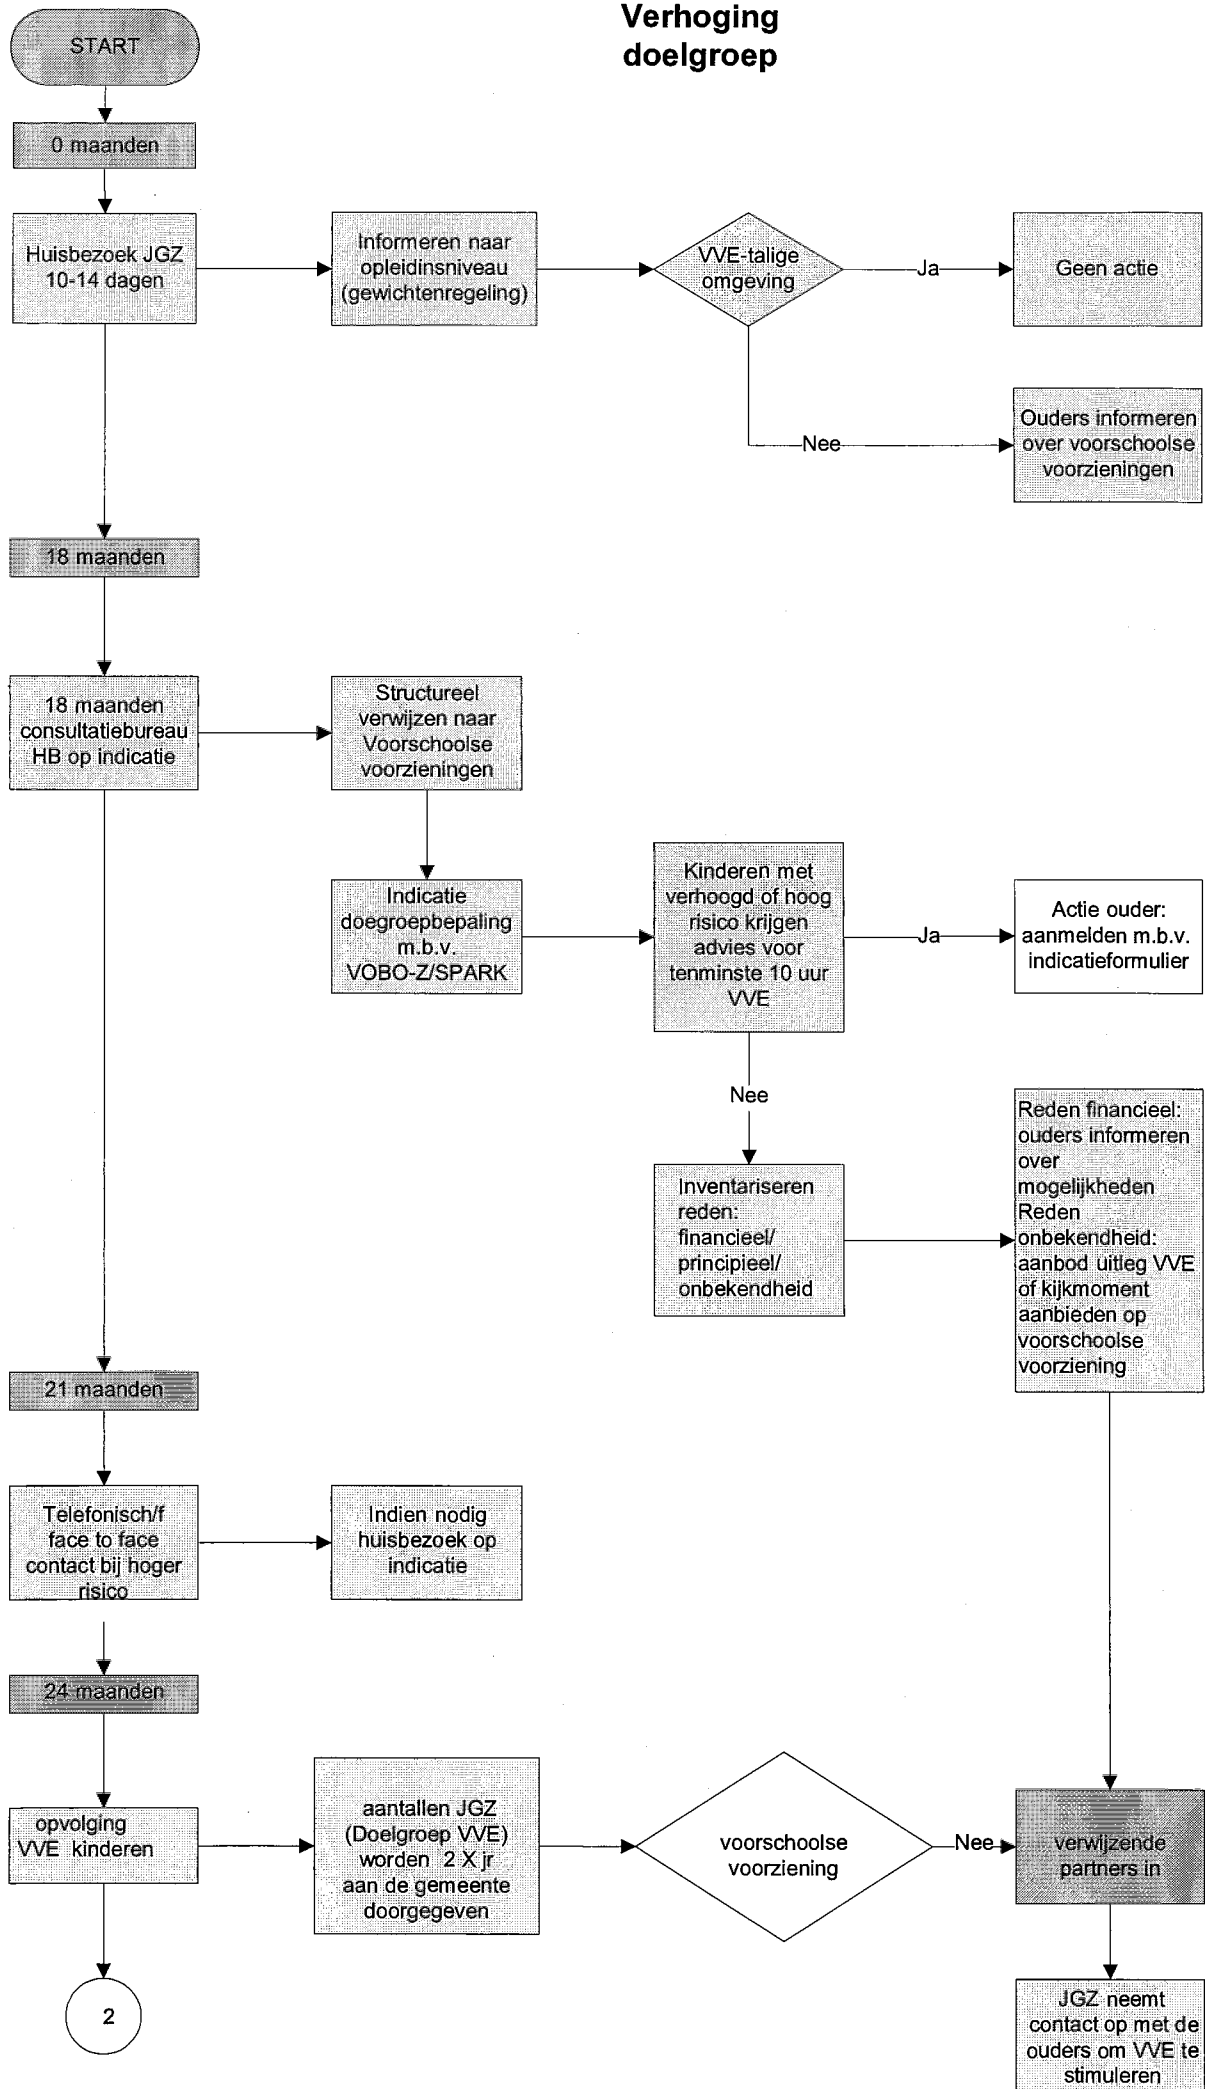 Verhoging
doelgroep
START
0 maanden
Huisbezoek JGZ
10-14 dagen
Informeren naar
opleidinsniveau
(gewichtenregeling)
VVE-talige
omgeving
Ja
Geen actie
Nee
Ouders informeren
over voorschoolse
voorzieningen
18 maanden
18 maanden
consultatiebureau
HB op indicatie
Structureel
verwijzen naar
Voorschoolse
voorzieningen
Indicatie
doegroepbepaling
m.b.v.
VOBO-Z/SPARK
Kinderen met
verhoogd of hoog
risico krijgen
advies voor
tenminste 10 uur
VVE
Ja
Actie ouder:
aanmelden m.b.v.
indicatieformulier
Nee
Inventariseren
reden:
financieel/
principieel/
onbekendheid
Reden financieel:
ouders informeren
over
mogelijkheden
Reden
onbekendheid:
aanbod uitleg VVE
of kijkmoment
aanbieden op
voorschoolse
voorziening
21 maanden
Telefonisch/f
face to face
contact bij hoger
risico
Indien nodig
huisbezoek op
indicatie
24 maanden
opvolging
VVE kinderen
aantallen JGZ
(Doelgroep VVE)
worden 2 X jr
aan de gemeente
doorgegeven
voorschoolse
voorziening
Nee
verwijzende
partners in
2
JGZ neemt
contact op met de
ouders om VVE te
stimuleren